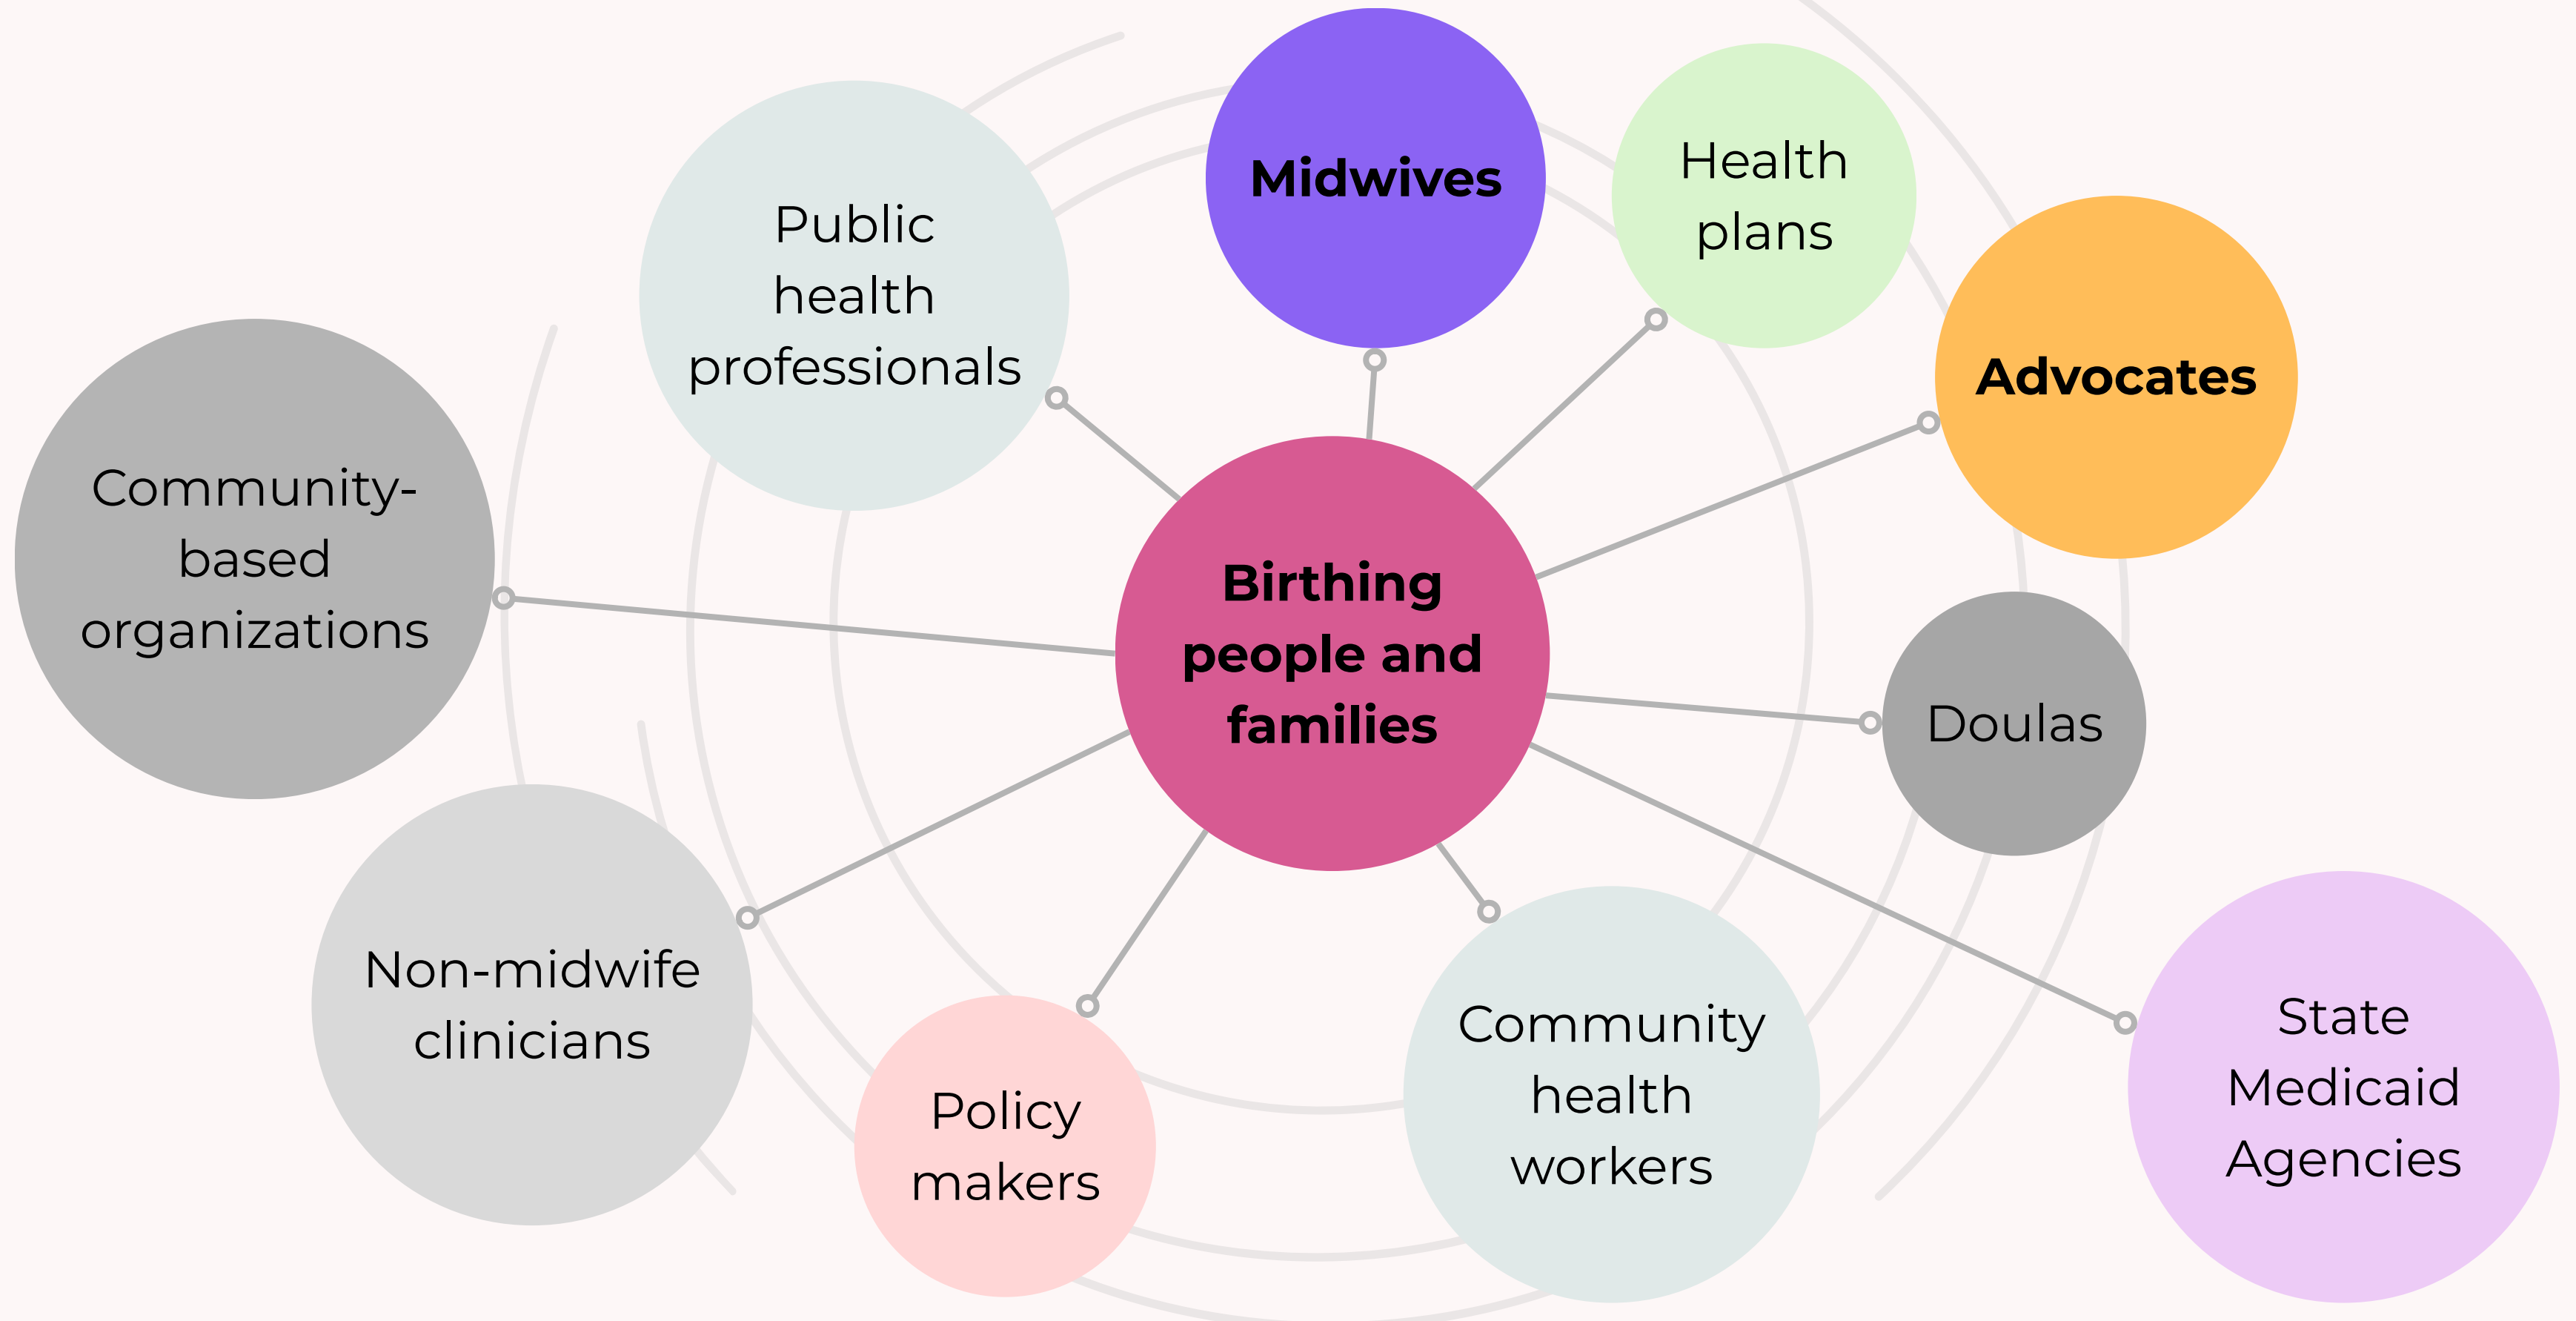 Midwives
Health
plans
Public
health
professionals
Advocates
Community-
based
organizations
Birthing
people and
families
Doulas
Non-midwife
clinicians
Policy
makers
Community
health
workers
State
Medicaid
Agencies